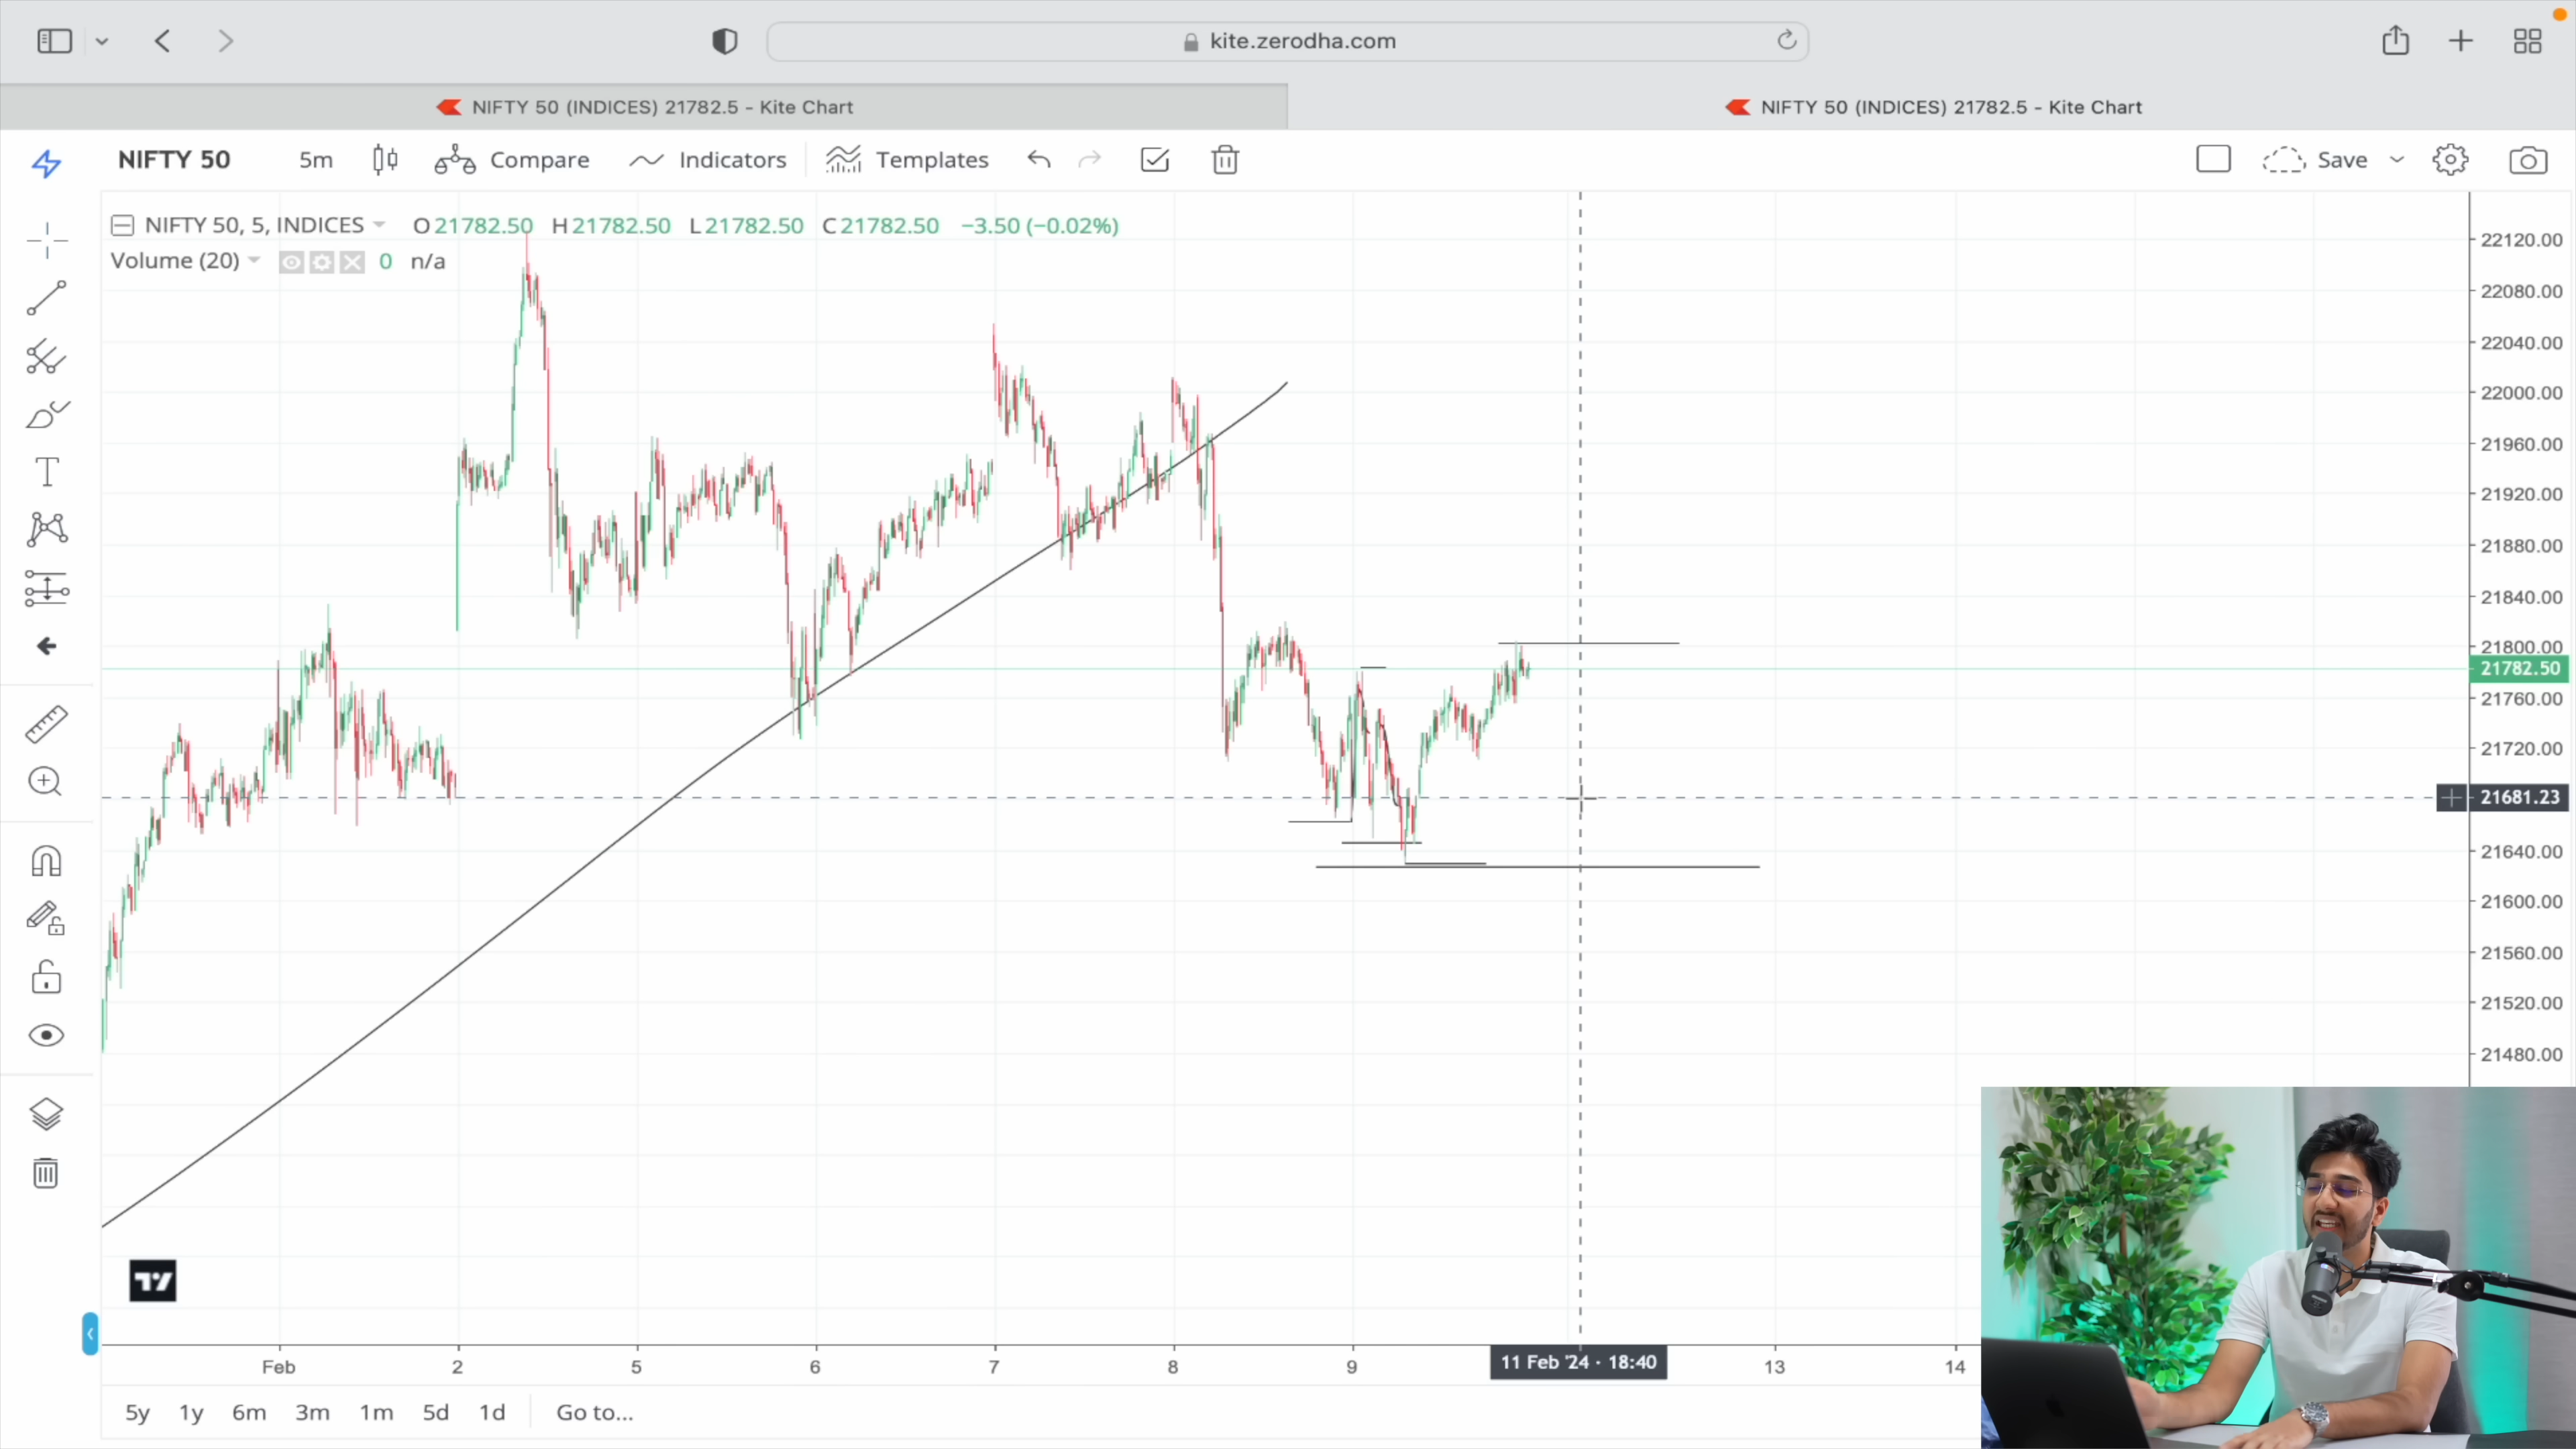 kite.zerodha.com
NIFTY 50 (INDICES) 21782.5 - Kite Chart
NIFTY 50 (INDICES) 21782.5 - Kite Chart
NIFTY 50 5m Compare Indicators Templates Save
NIFTY 50, 5, INDICES O21782.50 H21782.50 L21782.50 C21782.50 −3.50 (−0.02%)
Volume (20) 0 n/a
22120.00
22080.00
22040.00
22000.00
21960.00
21920.00
21880.00
21840.00
21800.00
21782.50
21760.00
21720.00
21681.23
21640.00
21600.00
21560.00
21520.00
21480.00
Feb 2 5 6 7 8 9 11 Feb '24 · 18:40 13 14
5y 1y 6m 3m 1m 5d 1d Go to...